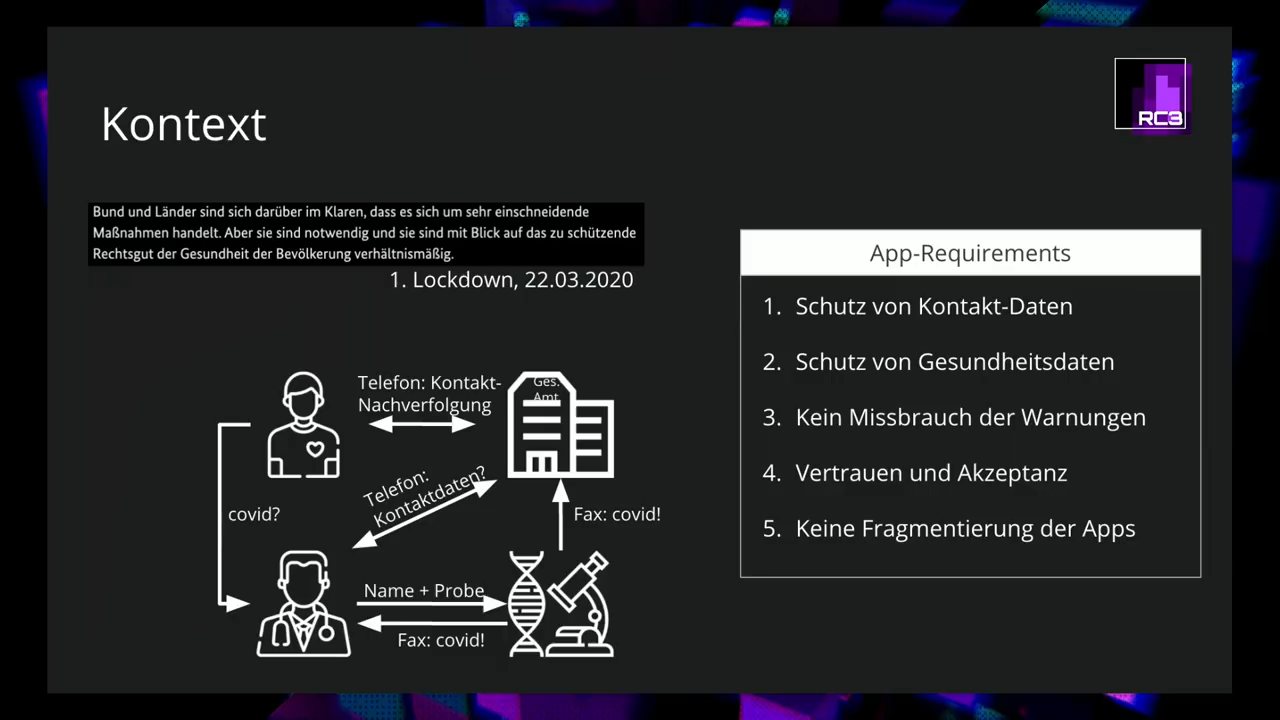 RC3
Kontext
Bund und Länder sind sich darüber im Klaren, dass es sich um sehr einschneidende
Maßnahmen handelt. Aber sie sind notwendig und sie sind mit Blick auf das zu schützende
Rechtsgut der Gesundheit der Bevölkerung verhältnismäßig.
1. Lockdown, 22.03.2020
Telefon: Kontakt-
Nachverfolgung
Ges.
Amt
Telefon:
Kontaktdaten?
covid?
Fax: covid!
Name + Probe
Fax: covid!
App-Requirements
1. Schutz von Kontakt-Daten
2. Schutz von Gesundheitsdaten
3. Kein Missbrauch der Warnungen
4. Vertrauen und Akzeptanz
5. Keine Fragmentierung der Apps